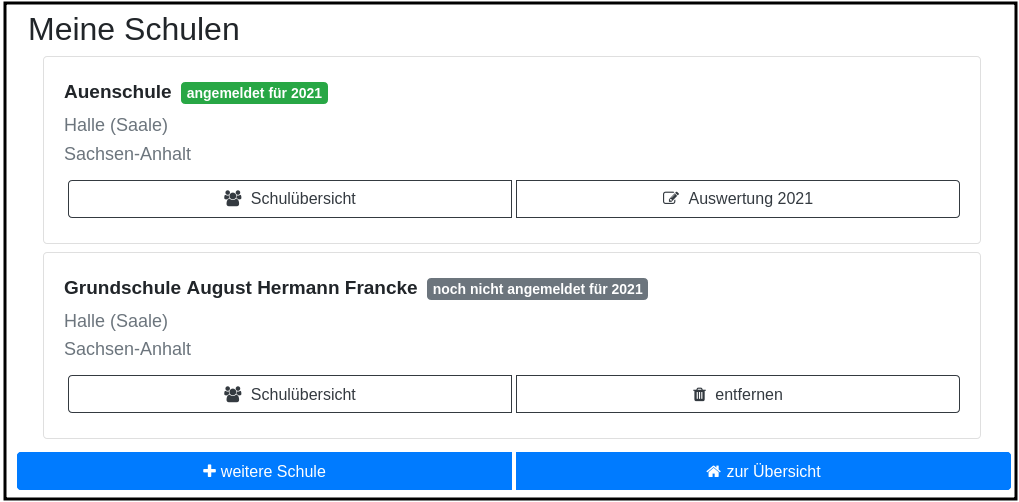 Meine Schulen
Auenschule angemeldet für 2021
Halle (Saale)
Sachsen-Anhalt
Schulübersicht Auswertung 2021
Grundschule August Hermann Francke noch nicht angemeldet für 2021
Halle (Saale)
Sachsen-Anhalt
Schulübersicht entfernen
weitere Schule zur Übersicht